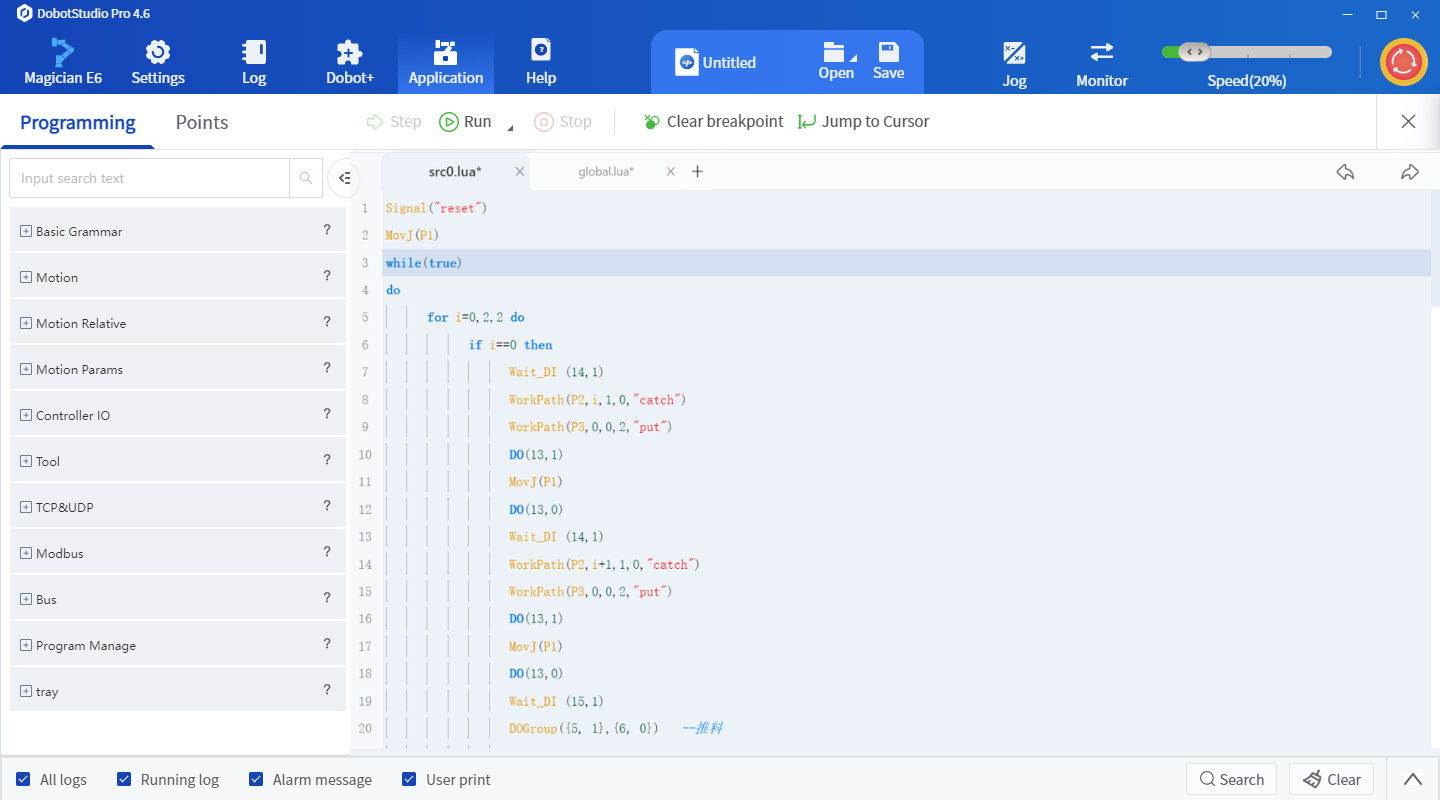 DobotStudio Pro 4.6
Magician E6
Settings
Log
Dobot+
Application
Help
Untitled
Open
Save
Jog
Monitor
Speed(20%)
Programming
Points
Step
Run
Stop
Clear breakpoint
Jump to Cursor
Input search text
src0.lua*
global.lua*
Basic Grammar ?
Motion ?
Motion Relative ?
Motion Params ?
Controller IO ?
Tool ?
TCP&UDP ?
Modbus ?
Bus ?
Program Manage ?
tray ?
1 Signal("reset")
2 MovJ(P1)
3 while(true)
4 do
5 for i=0,2,2 do
6 if i==0 then
7 Wait_DI (14,1)
8 WorkPath(P2,i,1,0,"catch")
9 WorkPath(P3,0,0,2,"put")
10 DO(13,1)
11 MovJ(P1)
12 DO(13,0)
13 Wait_DI (14,1)
14 WorkPath(P2,i+1,1,0,"catch")
15 WorkPath(P3,0,0,2,"put")
16 DO(13,1)
17 MovJ(P1)
18 DO(13,0)
19 Wait_DI (15,1)
20 DOGroup({5, 1},{6, 0}) --推料
All logs
Running log
Alarm message
User print
Search
Clear